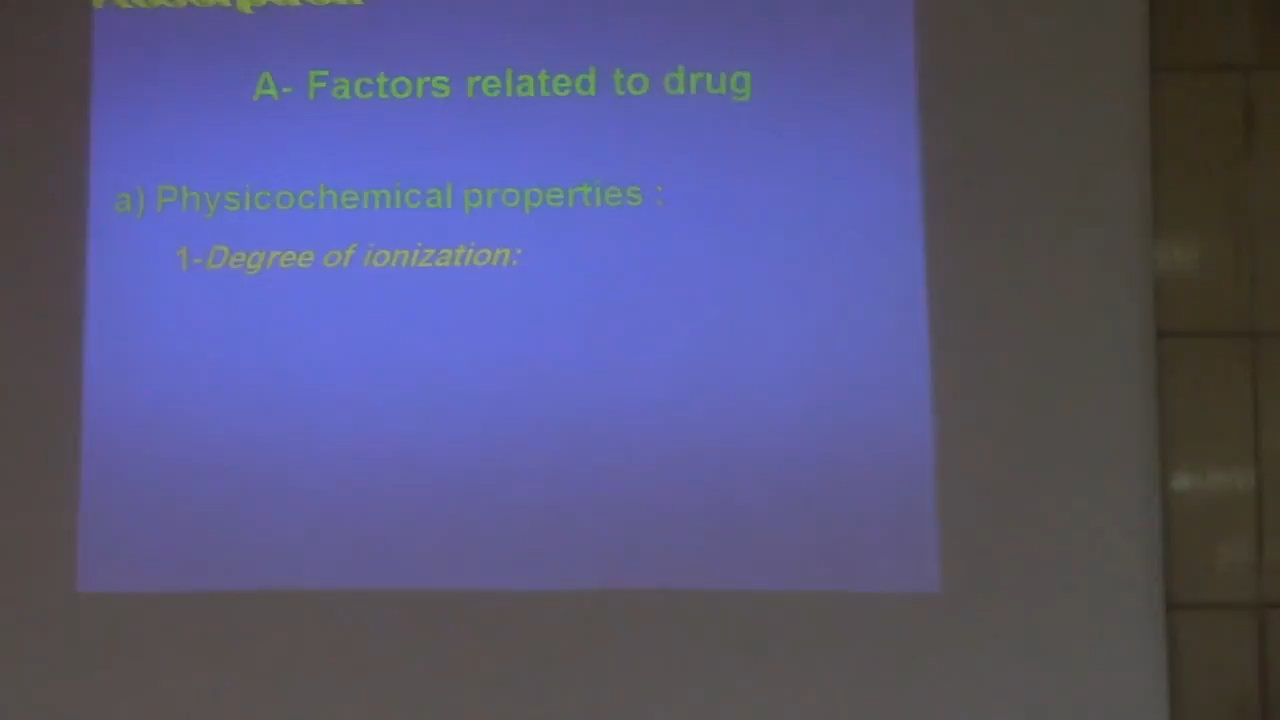 A- Factors related to drug
a) Physicochemical properties :
1-Degree of ionization: